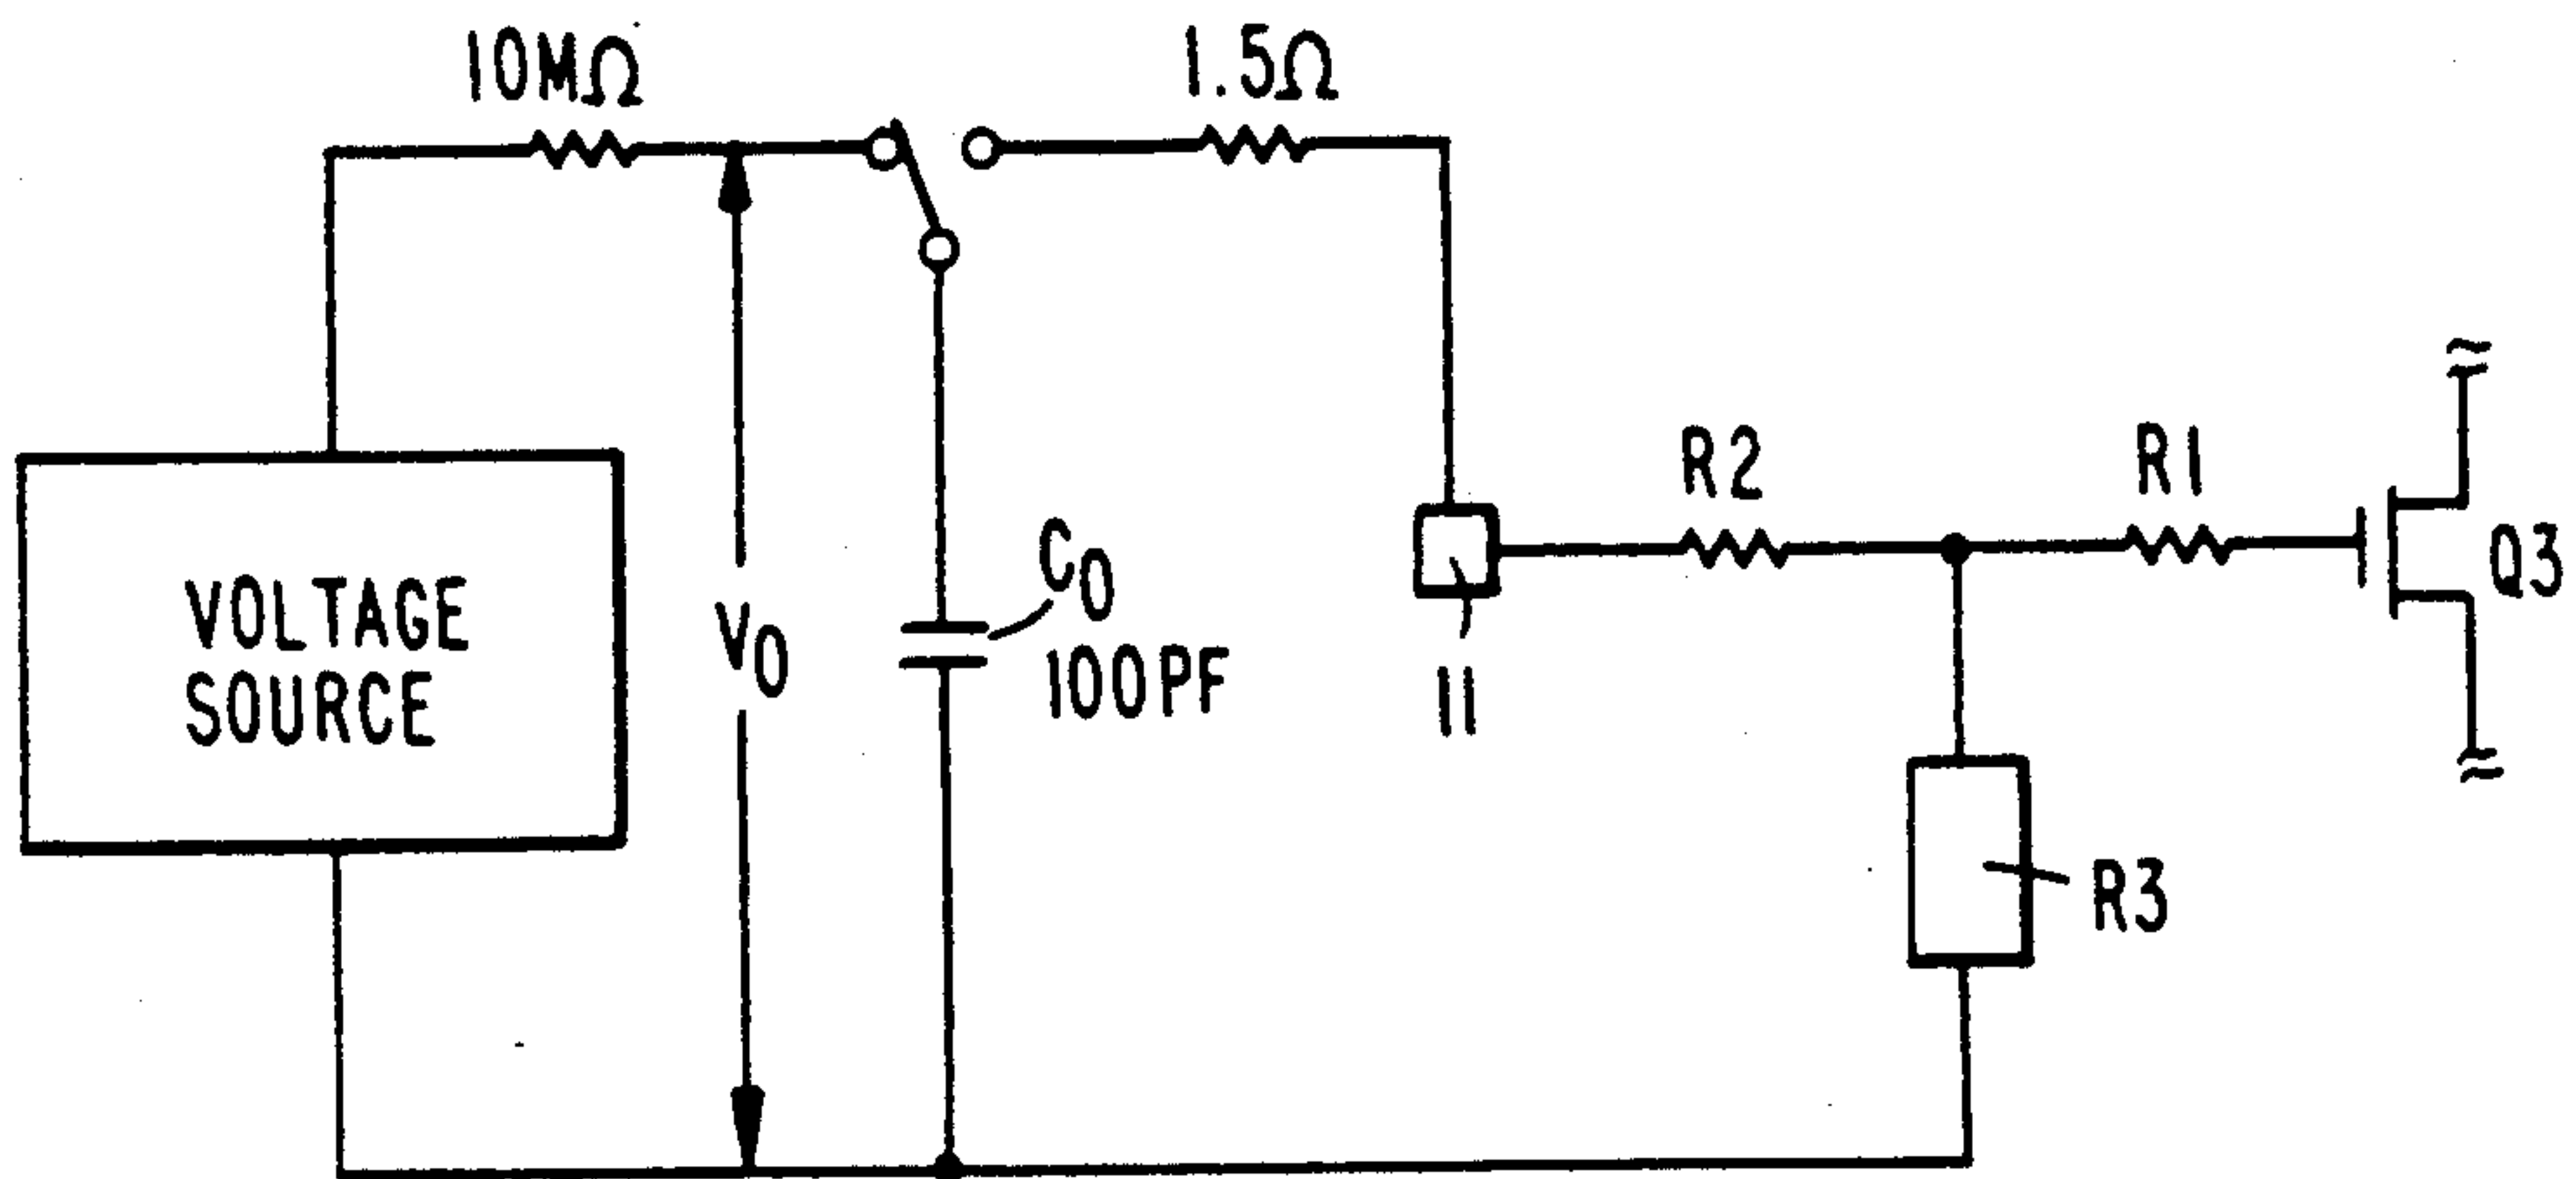 10MΩ
1.5Ω
VOLTAGE
SOURCE
V0
C0
100PF
11
R2
R1
Q3
R3